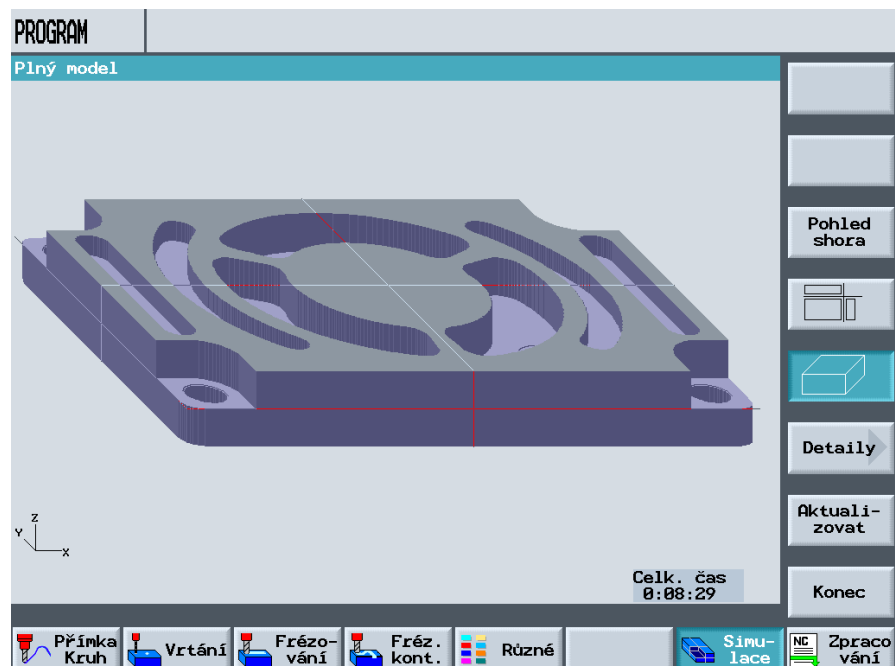 PROGRAM
Plný model
Pohled
shora
Detaily
Aktuali-
zovat
Konec
Z
Y
X
Celk. čas
0:08:29
Přímka
Kruh
Vrtání
Frézo-
vání
Fréz.
kont.
Různé
Simu-
lace
NC
Zpraco
vání